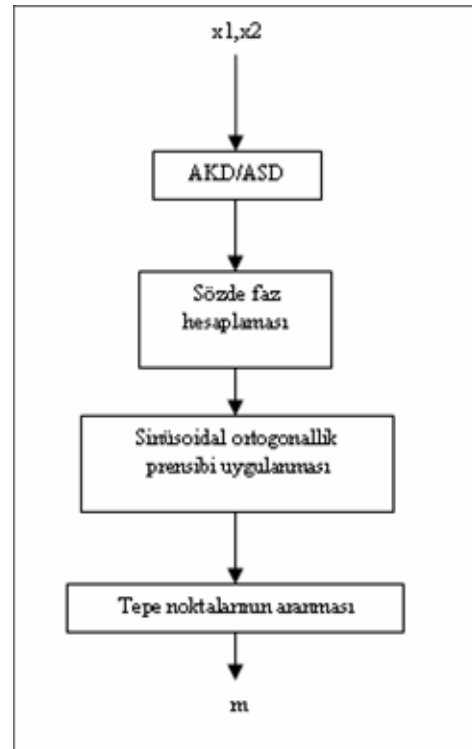 x1,x2
AKD/ASD
Sözde faz
hesaplaması
Sinüsoidal ortogonallik
prensibi uygulanması
Tepe noktalarının aranması
m